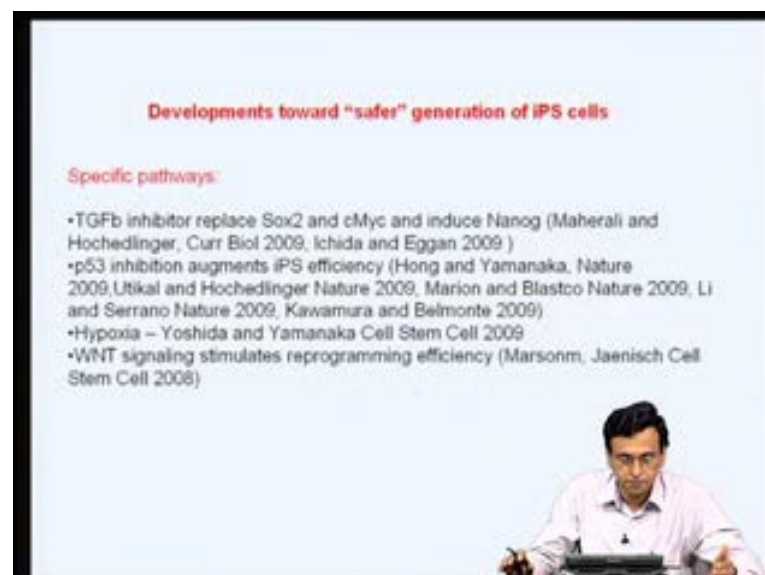 Developments toward "safer" generation of iPS cells
Specific pathways:
•TGFb inhibitor replace Sox2 and cMyc and induce Nanog (Maherali and
Hochedlinger, Curr Biol 2009, Ichida and Eggan 2009 )
•p53 inhibition augments iPS efficiency (Hong and Yamanaka, Nature
2009,Utikal and Hochedlinger Nature 2009, Marion and Blastco Nature 2009, Li
and Serrano Nature 2009, Kawamura and Belmonte 2009)
•Hypoxia – Yoshida and Yamanaka Cell Stem Cell 2009
•WNT signaling stimulates reprogramming efficiency (Marsonm, Jaenisch Cell
Stem Cell 2008)